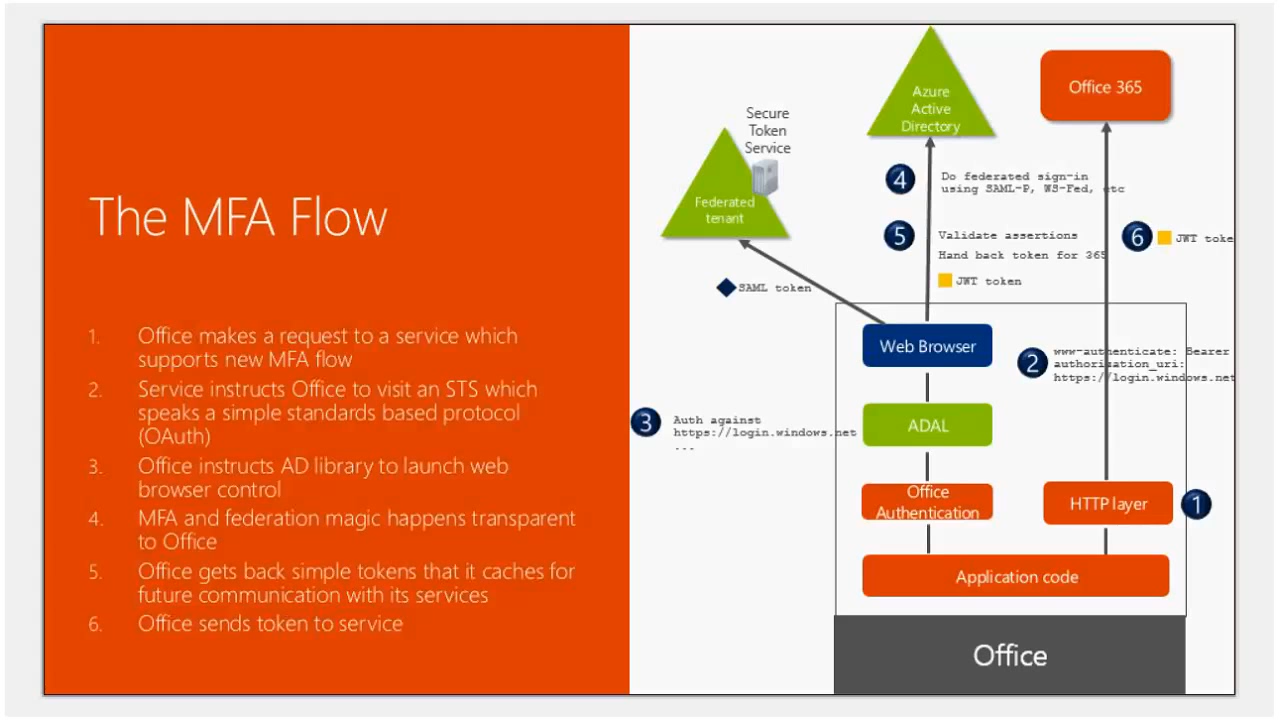 The MFA Flow
1. Office makes a request to a service which
supports new MFA flow
2. Service instructs Office to visit an STS which
speaks a simple standards based protocol
(OAuth)
3. Office instructs AD library to launch web
browser control
4. MFA and federation magic happens transparent
to Office
5. Office gets back simple tokens that it caches for
future communication with its services
6. Office sends token to service
Secure
Token
Service
Federated
tenant
Azure
Active
Directory
Office 365
4
Do federated sign-in
using SAML-P, WS-Fed, etc
5
Validate assertions
Hand back token for 365
JWT token
6
JWT toke
SAML token
Web Browser
2
www-authenticate: Bearer
authorization_uri:
https://login.windows.net
3
Auth against
https://login.windows.net
...
ADAL
Office
Authentication
HTTP layer
1
Application code
Office